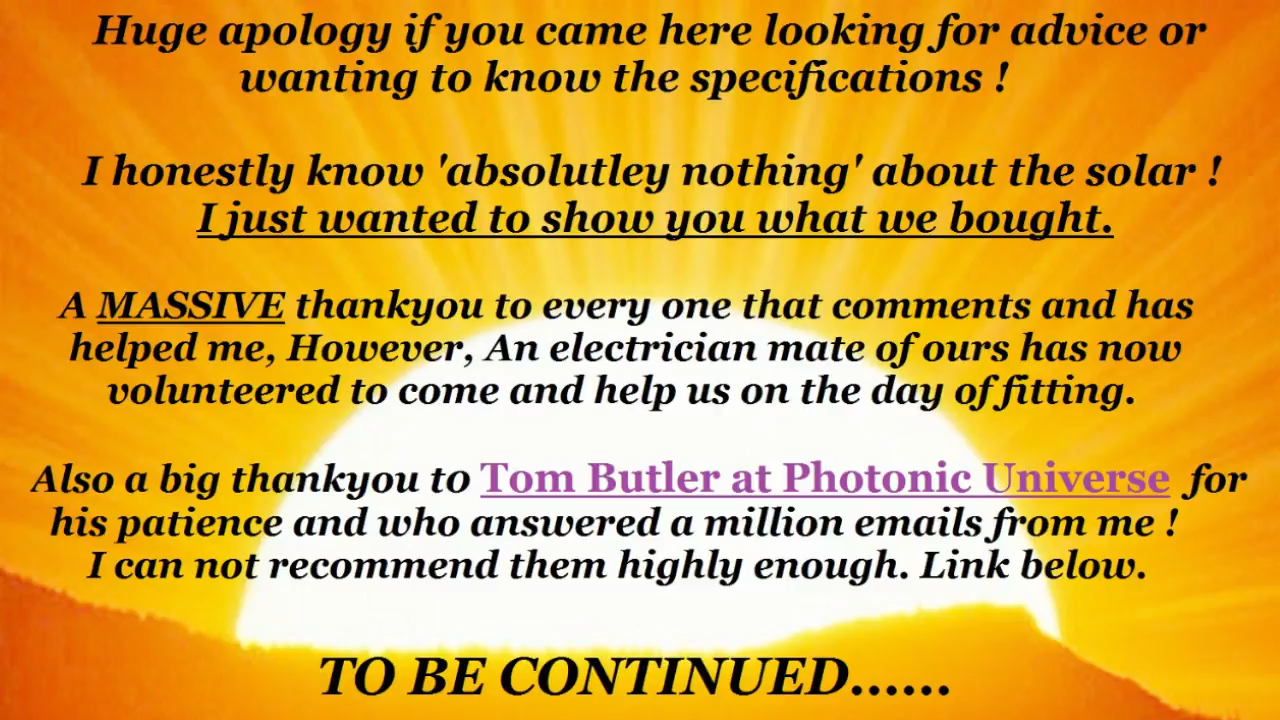 Huge apology if you came here looking for advice or
wanting to know the specifications !
I honestly know 'absolutley nothing' about the solar !
I just wanted to show you what we bought.
A MASSIVE thankyou to every one that comments and has
helped me, However, An electrician mate of ours has now
volunteered to come and help us on the day of fitting.
Also a big thankyou to Tom Butler at Photonic Universe for
his patience and who answered a million emails from me !
I can not recommend them highly enough. Link below.
TO BE CONTINUED......